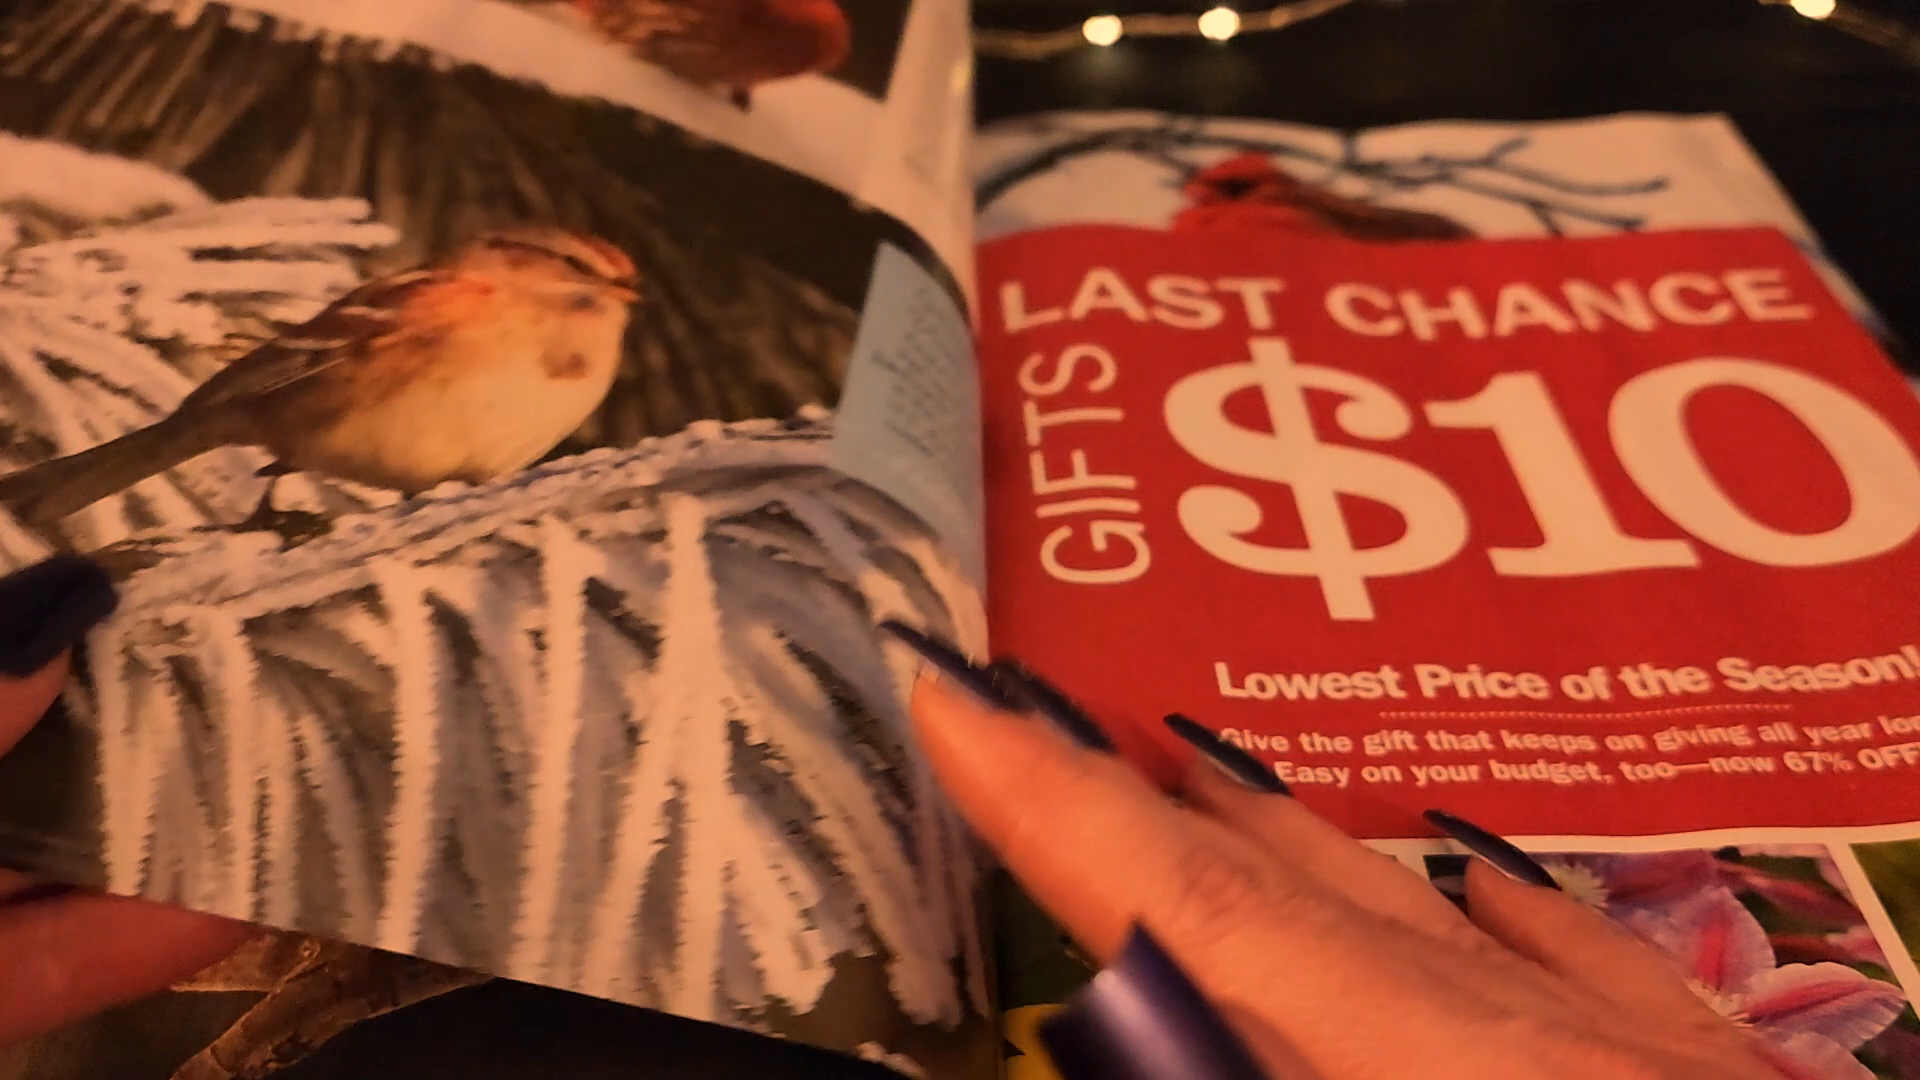 LAST CHANCE
GIFTS
$10
Lowest Price of the Season!
Give the gift that keeps on giving all year
Easy on your budget, too—now 67% OFF